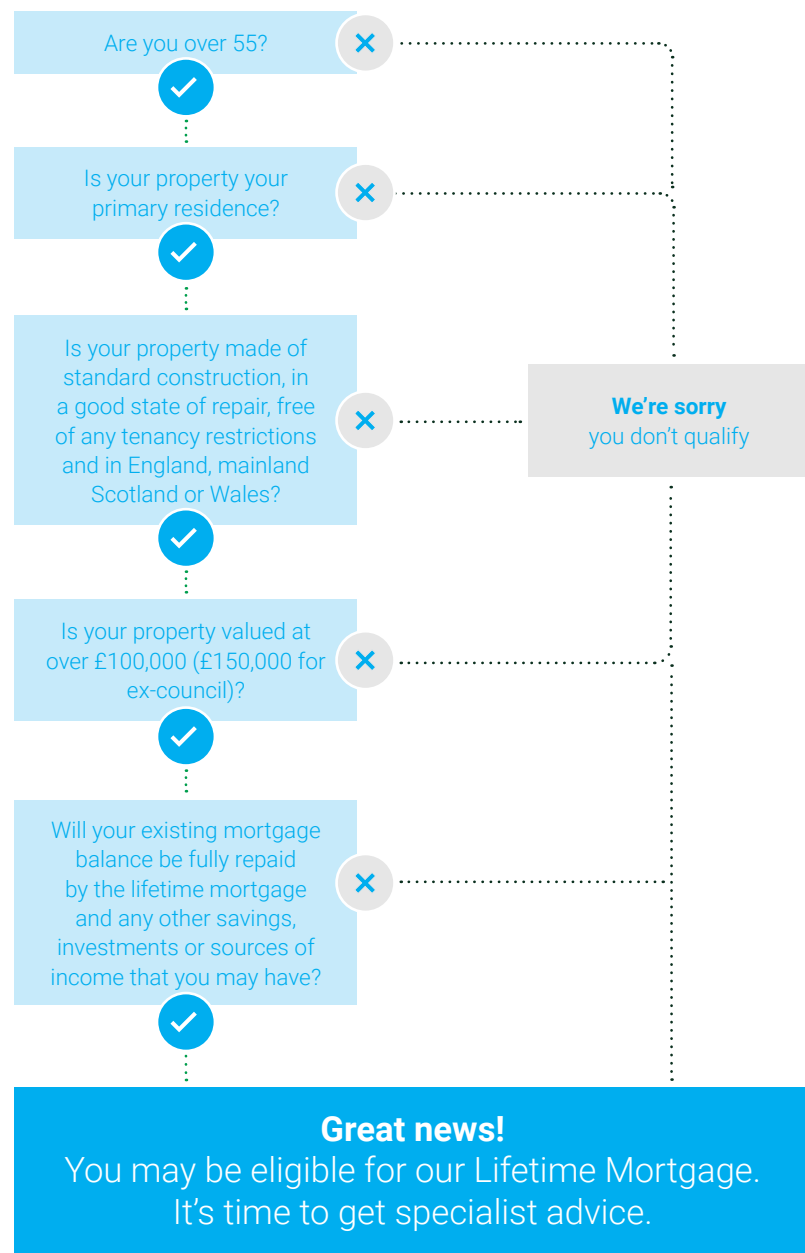 Are you over 55?
Is your property your
primary residence?
Is your property made of
standard construction, in
a good state of repair, free
of any tenancy restrictions
and in England, mainland
Scotland or Wales?
We’re sorry
you don’t qualify
Is your property valued at
over £100,000 (£150,000 for
ex-council)?
Will your existing mortgage
balance be fully repaid
by the lifetime mortgage
and any other savings,
investments or sources of
income that you may have?
Great news!
You may be eligible for our Lifetime Mortgage.
It’s time to get specialist advice.